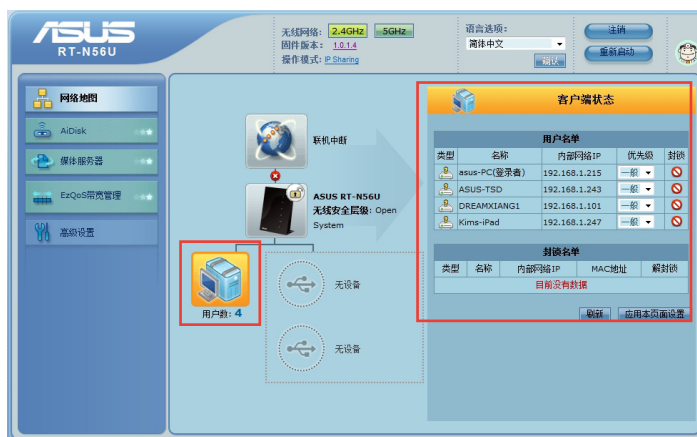 ASUS
RT-N56U
无线网络: 2.4GHz 5GHz
固件版本: 1.0.1.4
操作模式: IP Sharing
语言选项:
简体中文
确认
注销
重新启动
网络地图
AiDisk
媒体服务器
EzQoS带宽管理
高级设置
联机中断
ASUS RT-N56U
无线安全层级: Open
System
用户数: 4
无设备
无设备
客户端状态
用户名单
类型 名称 内部网络IP 优先级 封锁
asus-PC(登录者) 192.168.1.215 一般
ASUS-TSD 192.168.1.243 一般
DREAMXIANG1 192.168.1.101 一般
Kims-iPad 192.168.1.247 一般
封锁名单
类型 名称 内部网络IP MAC地址 解封锁
目前没有数据
刷新 应用本页面设置